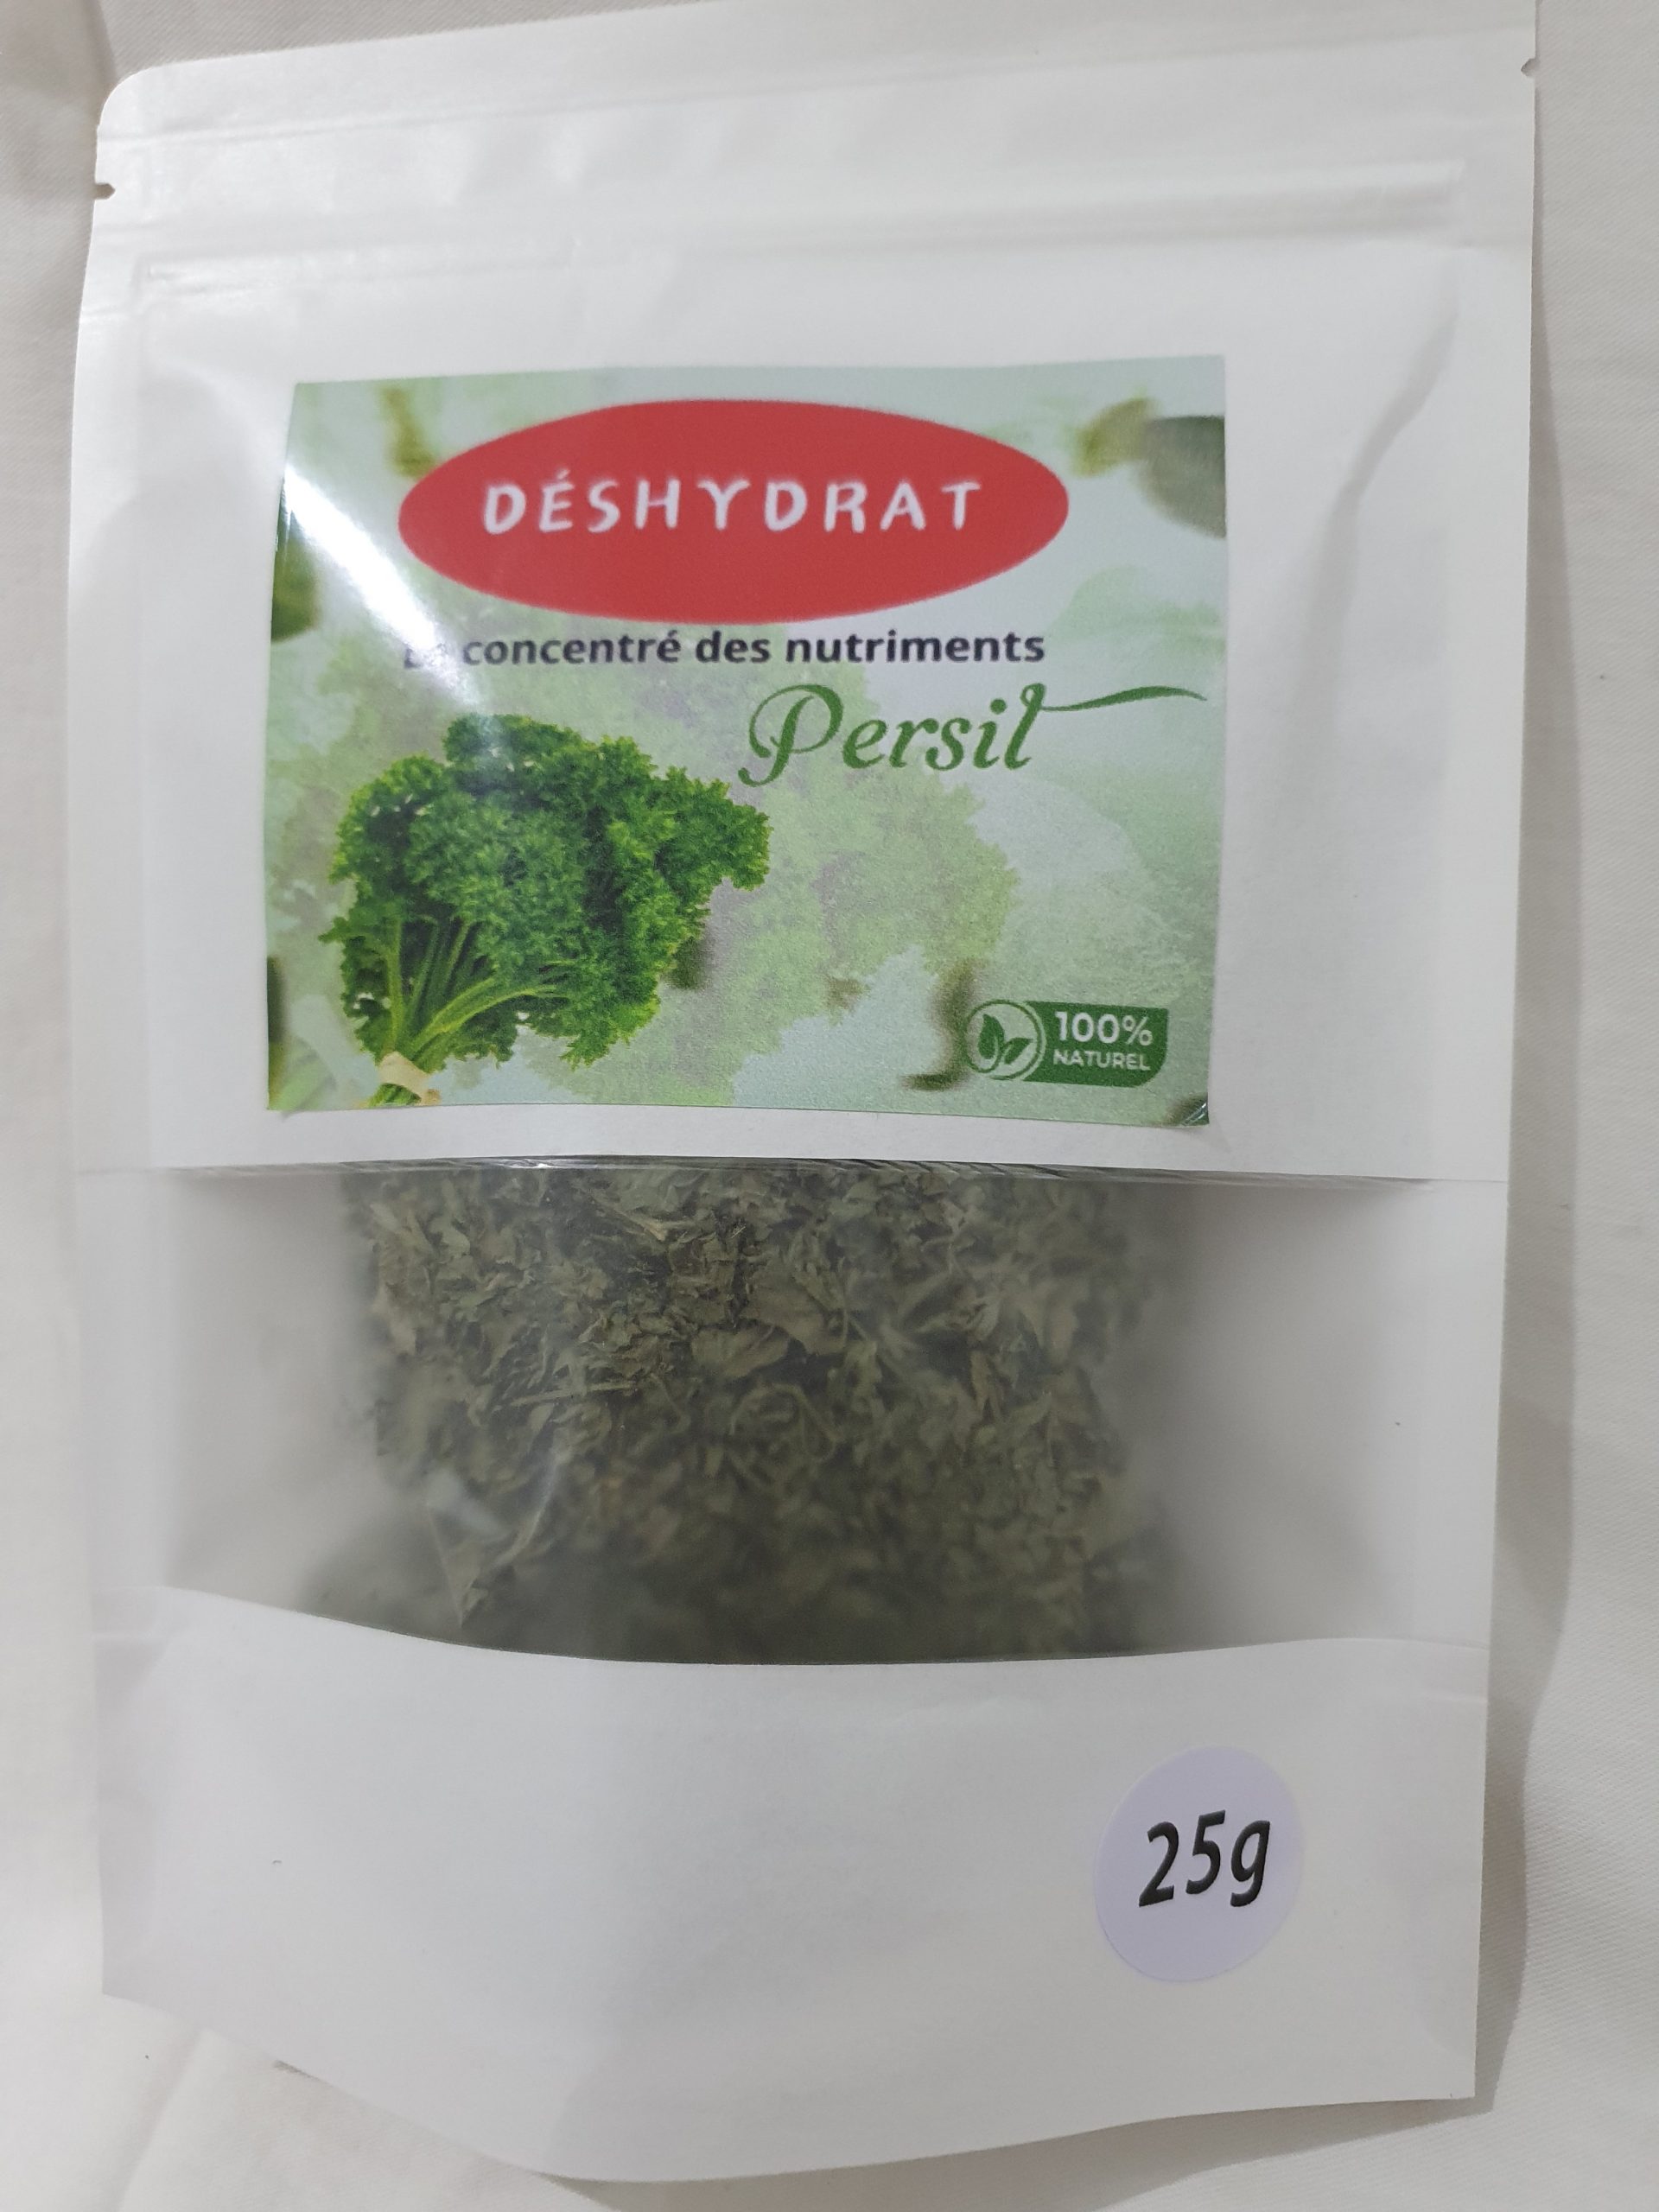 DÉSHYDRAT
concentré des nutriments
Persil
100%
NATUREL
25g